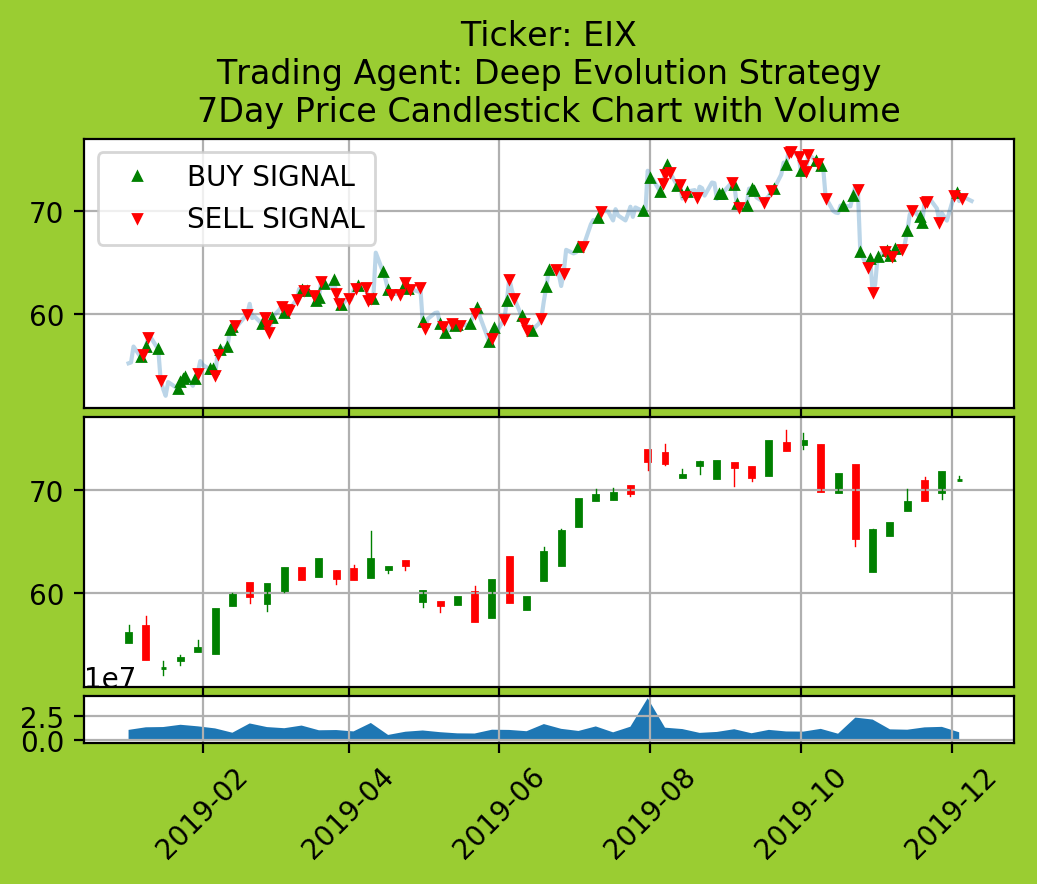 Ticker: EIX
Trading Agent: Deep Evolution Strategy
7Day Price Candlestick Chart with Volume
BUY SIGNAL
SELL SIGNAL
70
60
70
60
1e7
2.5
0.0
2019-02
2019-04
2019-06
2019-08
2019-10
2019-12